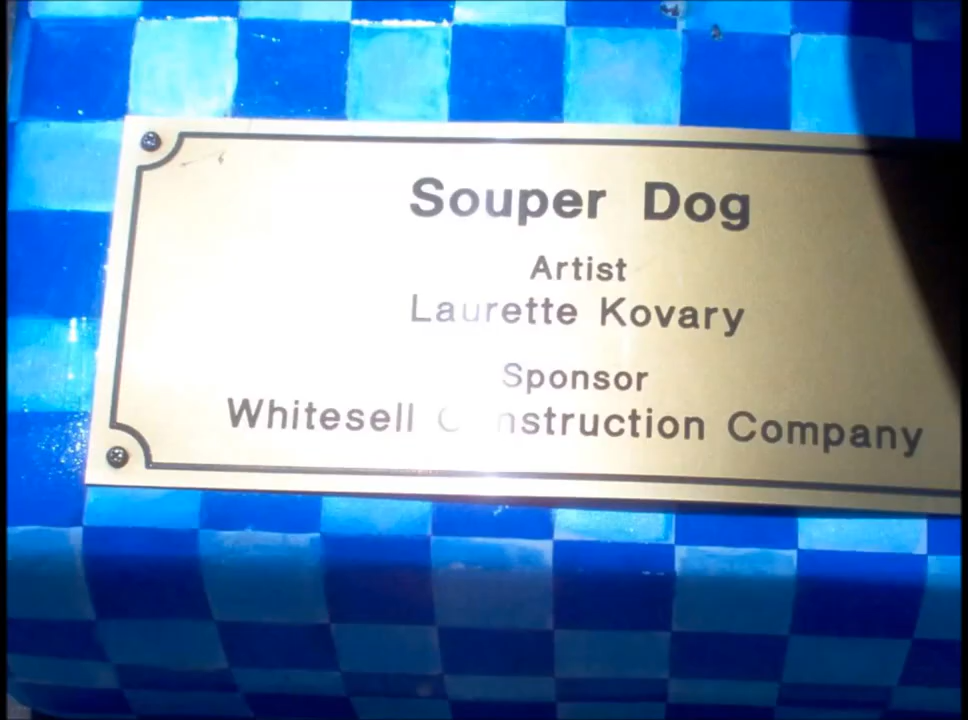 Souper Dog
Artist
Laurette Kovary
Sponsor
Whitesell Construction Company